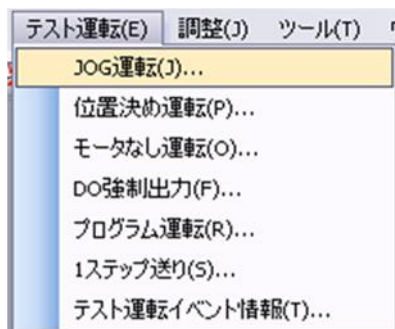 テスト運転(E) 調整(J) ツール(T)
JOG運転(J)...
位置決め運転(P)...
モータなし運転(O)...
DO強制出力(F)...
プログラム運転(R)...
1ステップ送り(S)...
テスト運転イベント情報(T)...